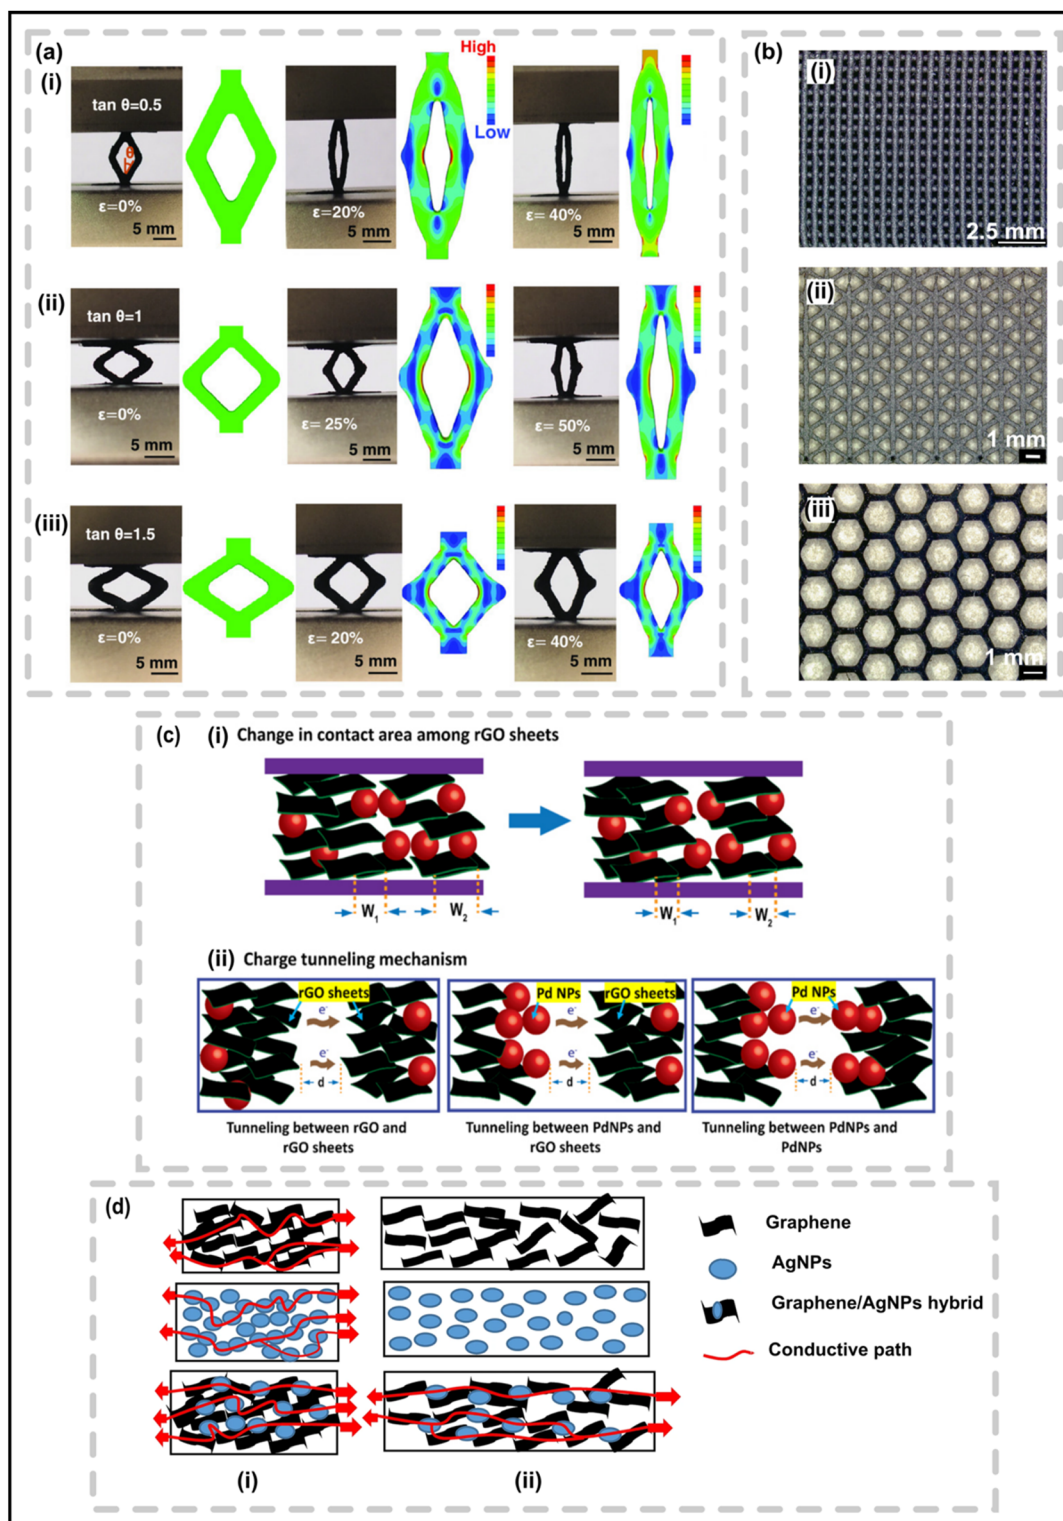 (a)
(i)
tan θ=0.5
θ
ε=0%
5 mm
ε=20%
5 mm
High
Low
ε= 40%
5 mm
(ii)
tan θ=1
ε=0%
5 mm
ε= 25%
5 mm
ε= 50%
5 mm
(iii)
tan θ=1.5
ε=0%
5 mm
ε= 20%
5 mm
ε= 40%
5 mm
(b)
(i)
2.5 mm
(ii)
1 mm
(iii)
1 mm
(c)
(i) Change in contact area among rGO sheets
W1 W2
W1 W2
(ii) Charge tunneling mechanism
rGO sheets
e-
e-
d
Tunneling between rGO and
rGO sheets
Pd NPs rGO sheets
e-
e-
d
Tunneling between PdNPs and
rGO sheets
Pd NPs
e-
e-
d
Tunneling between PdNPs and
PdNPs
(d)
Graphene
AgNPs
Graphene/AgNPs hybrid
Conductive path
(i) (ii)